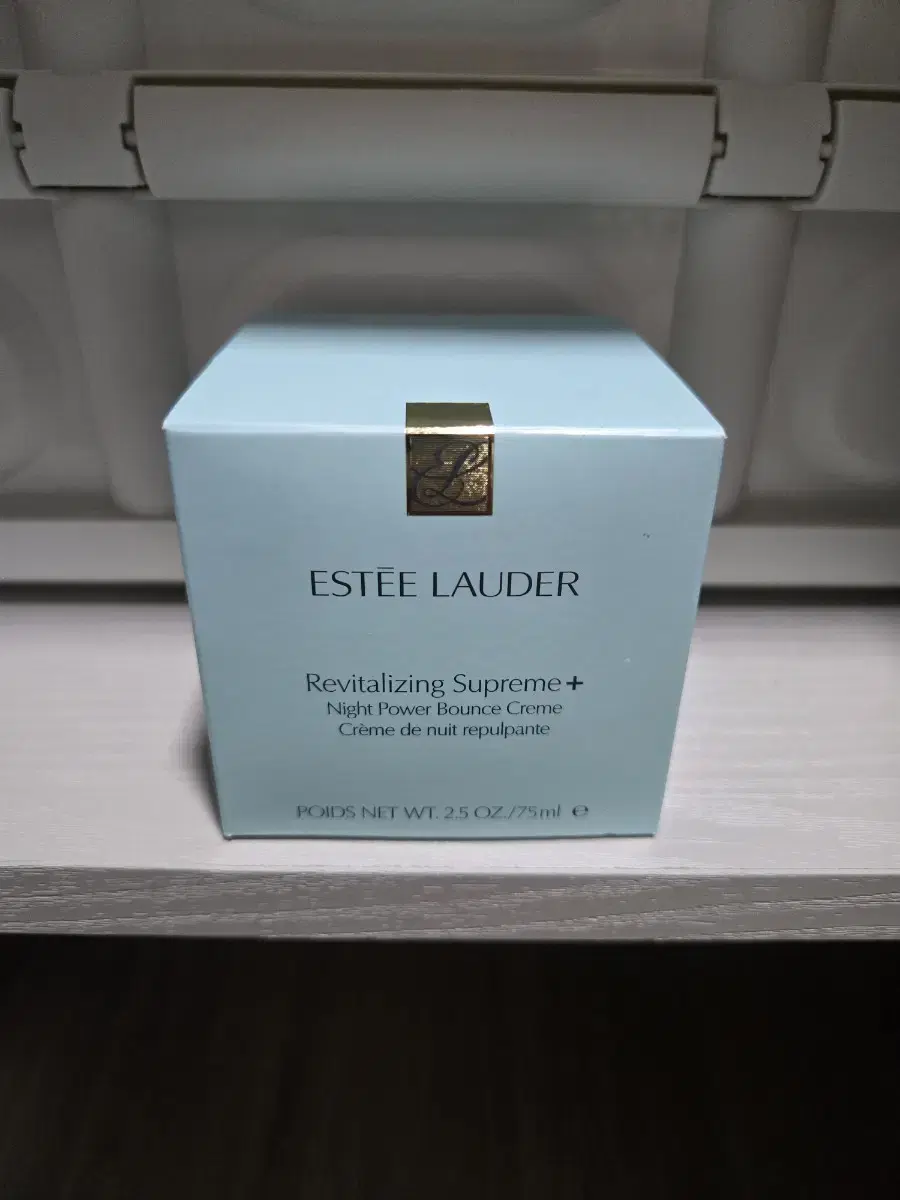 EL
ESTĒE LAUDER
Revitalizing Supreme+
Night Power Bounce Creme
Crème de nuit repulpante
POIDS NET WT. 2.5 OZ./75ml ℮